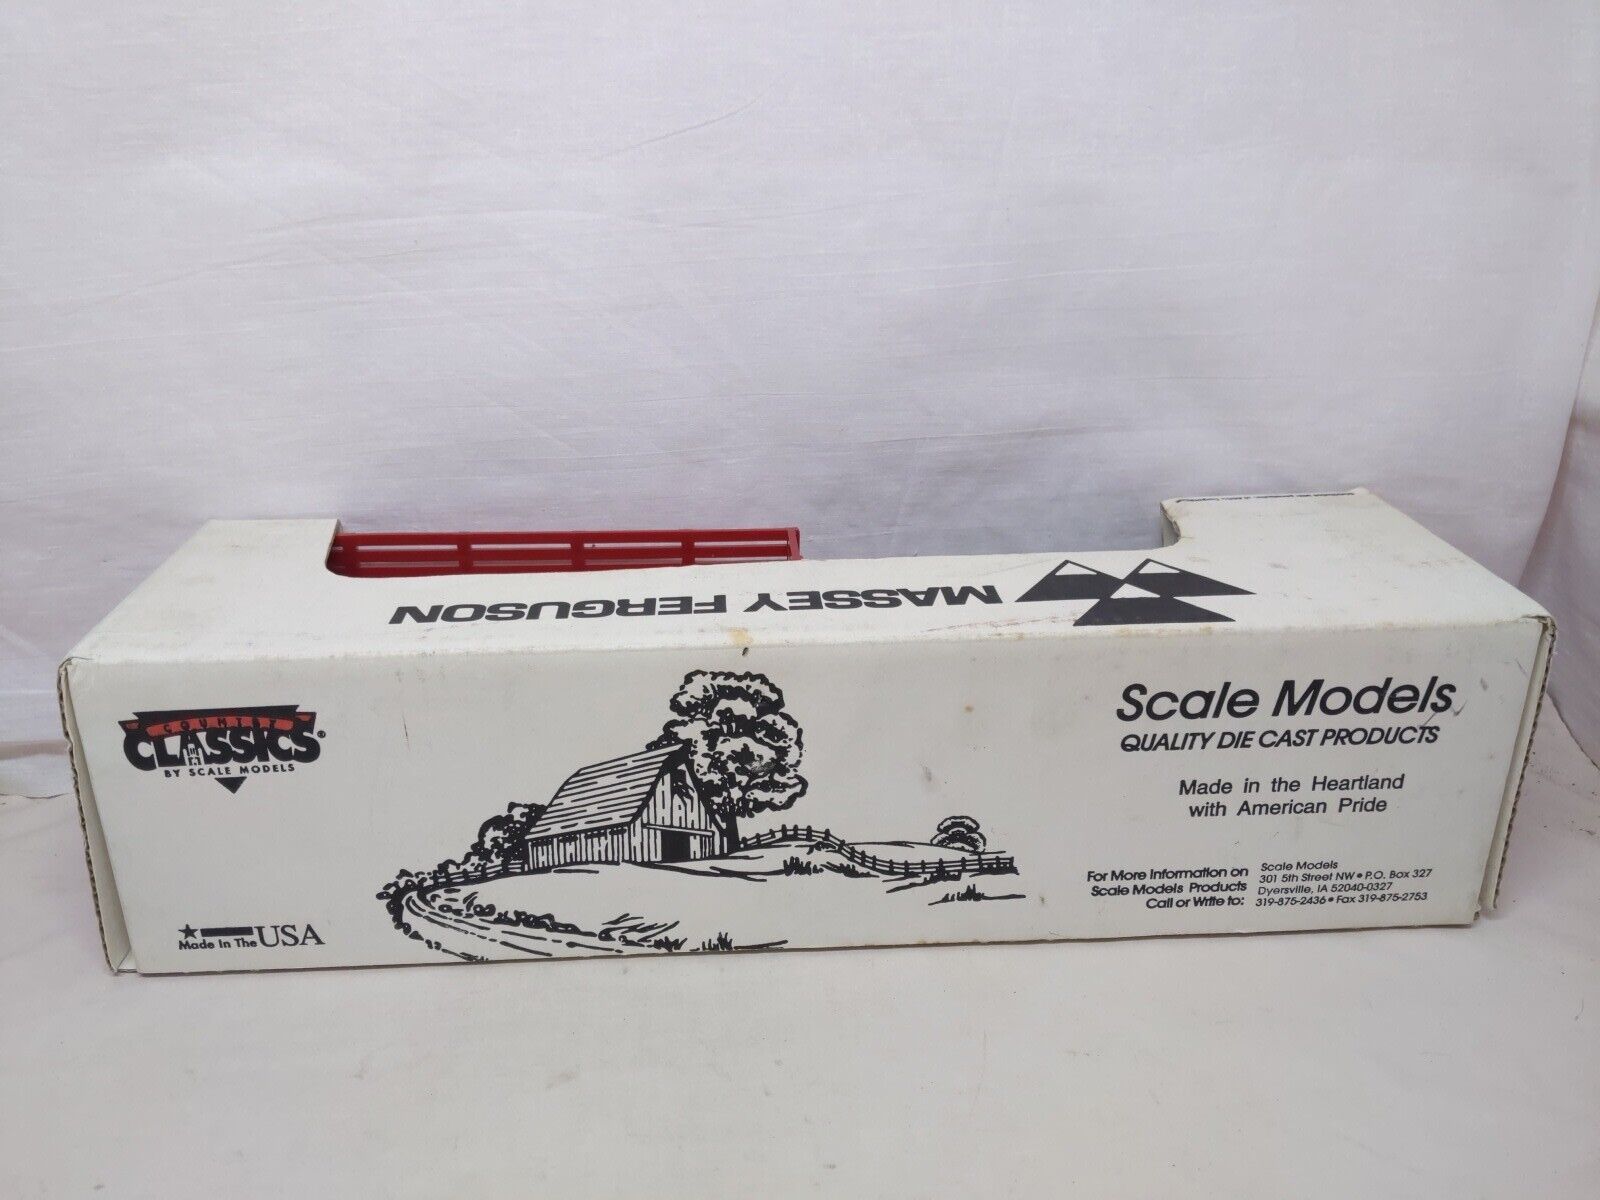 MASSEY FERGUSON
COUNTRY
CLASSICS®
BY SCALE MODELS
Scale Models
QUALITY DIE CAST PRODUCTS
Made in the Heartland
with American Pride
For More Information on
Scale Models Products
Call or Write to:
Scale Models
301 5th Street NW • P.O. Box 327
Dyersville, IA 52040-0327
319-875-2436 • Fax 319-875-2753
Made In The USA